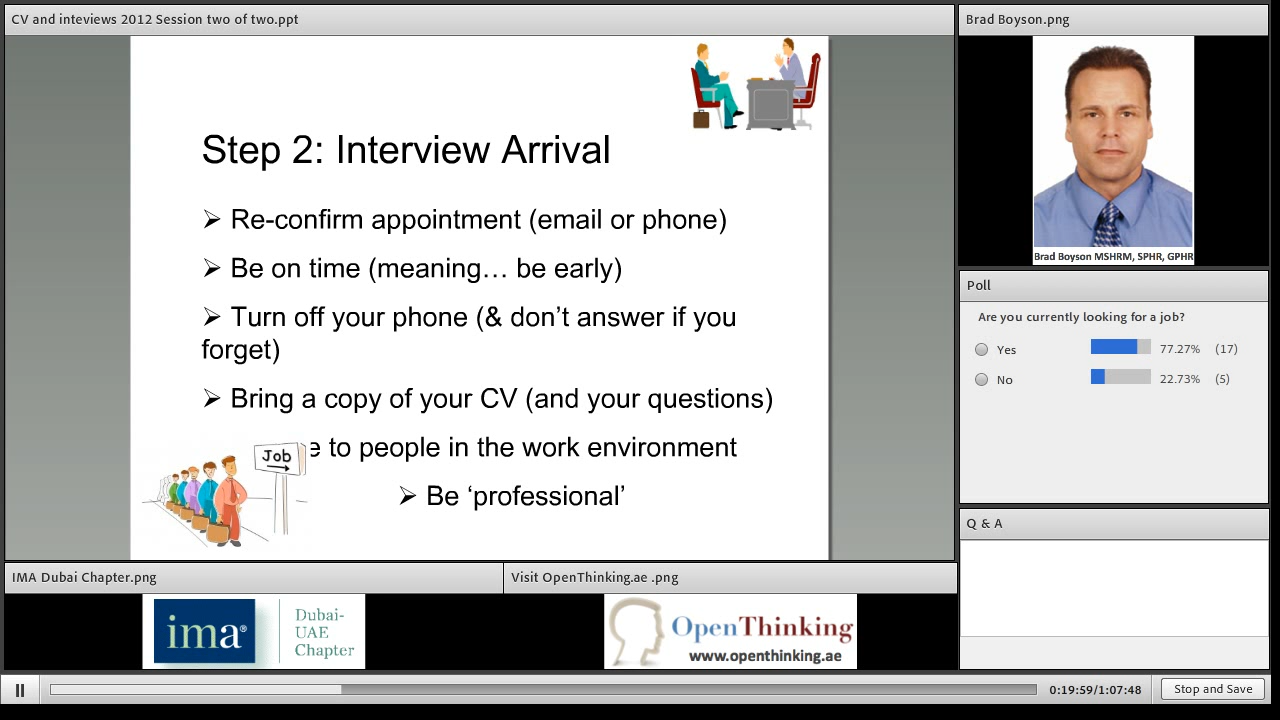 CV and inteviews 2012 Session two of two.ppt
Step 2: Interview Arrival
➢ Re-confirm appointment (email or phone)
➢ Be on time (meaning… be early)
➢ Turn off your phone (& don't answer if you
forget)
➢ Bring a copy of your CV (and your questions)
to people in the work environment
➢ Be ‘professional’
Job
Brad Boyson.png
Brad Boyson MSHRM, SPHR, GPHR
Poll
Are you currently looking for a job?
Yes 77.27% (17)
No 22.73% (5)
Q & A
IMA Dubai Chapter.png
ima®
Dubai-
UAE
Chapter
Visit OpenThinking.ae .png
OpenThinking
www.openthinking.ae
0:19:59/1:07:48
Stop and Save